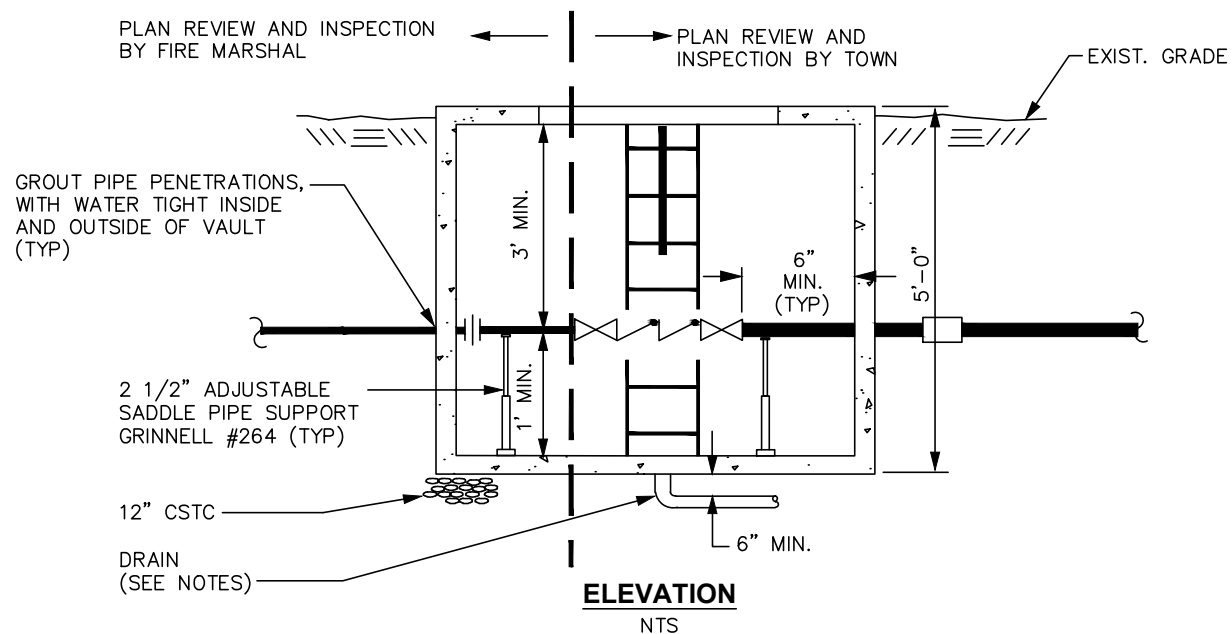 PLAN REVIEW AND INSPECTION
BY FIRE MARSHAL
PLAN REVIEW AND
INSPECTION BY TOWN
EXIST. GRADE
GROUT PIPE PENETRATIONS,
WITH WATER TIGHT INSIDE
AND OUTSIDE OF VAULT
(TYP)
3' MIN.
6"
MIN.
(TYP)
5'-0"
2 1/2" ADJUSTABLE
SADDLE PIPE SUPPORT
GRINNELL #264 (TYP)
1' MIN.
12" CSTC
DRAIN
(SEE NOTES)
6" MIN.
ELEVATION
NTS